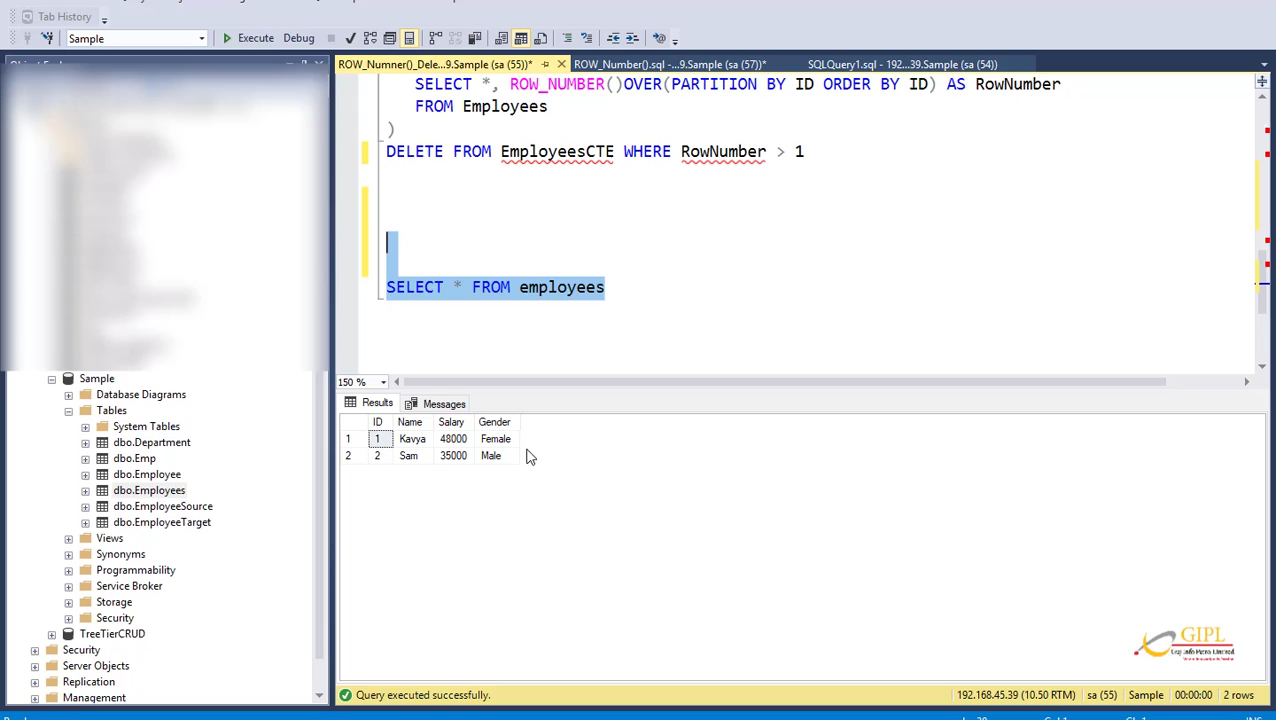 Tab History
Sample
Execute
Debug
ROW_Numner()_Dele...9.Sample (sa (55))*
ROW_Number().sql -...9.Sample (sa (57))*
SQLQuery1.sql - 192...39.Sample (sa (54))
SELECT *, ROW_NUMBER()OVER(PARTITION BY ID ORDER BY ID) AS RowNumber
FROM Employees
)
DELETE FROM EmployeesCTE WHERE RowNumber > 1
SELECT * FROM employees
150 %
Results
Messages
ID Name Salary Gender
1 1 Kavya 48000 Female
2 2 Sam 35000 Male
Sample
Database Diagrams
Tables
System Tables
dbo.Department
dbo.Emp
dbo.Employee
dbo.Employees
dbo.EmployeeSource
dbo.EmployeeTarget
Views
Synonyms
Programmability
Service Broker
Storage
Security
TreeTierCRUD
Security
Server Objects
Replication
Management
GIPL
Query executed successfully.
192.168.45.39 (10.50 RTM)
sa (55)
Sample
00:00:00
2 rows